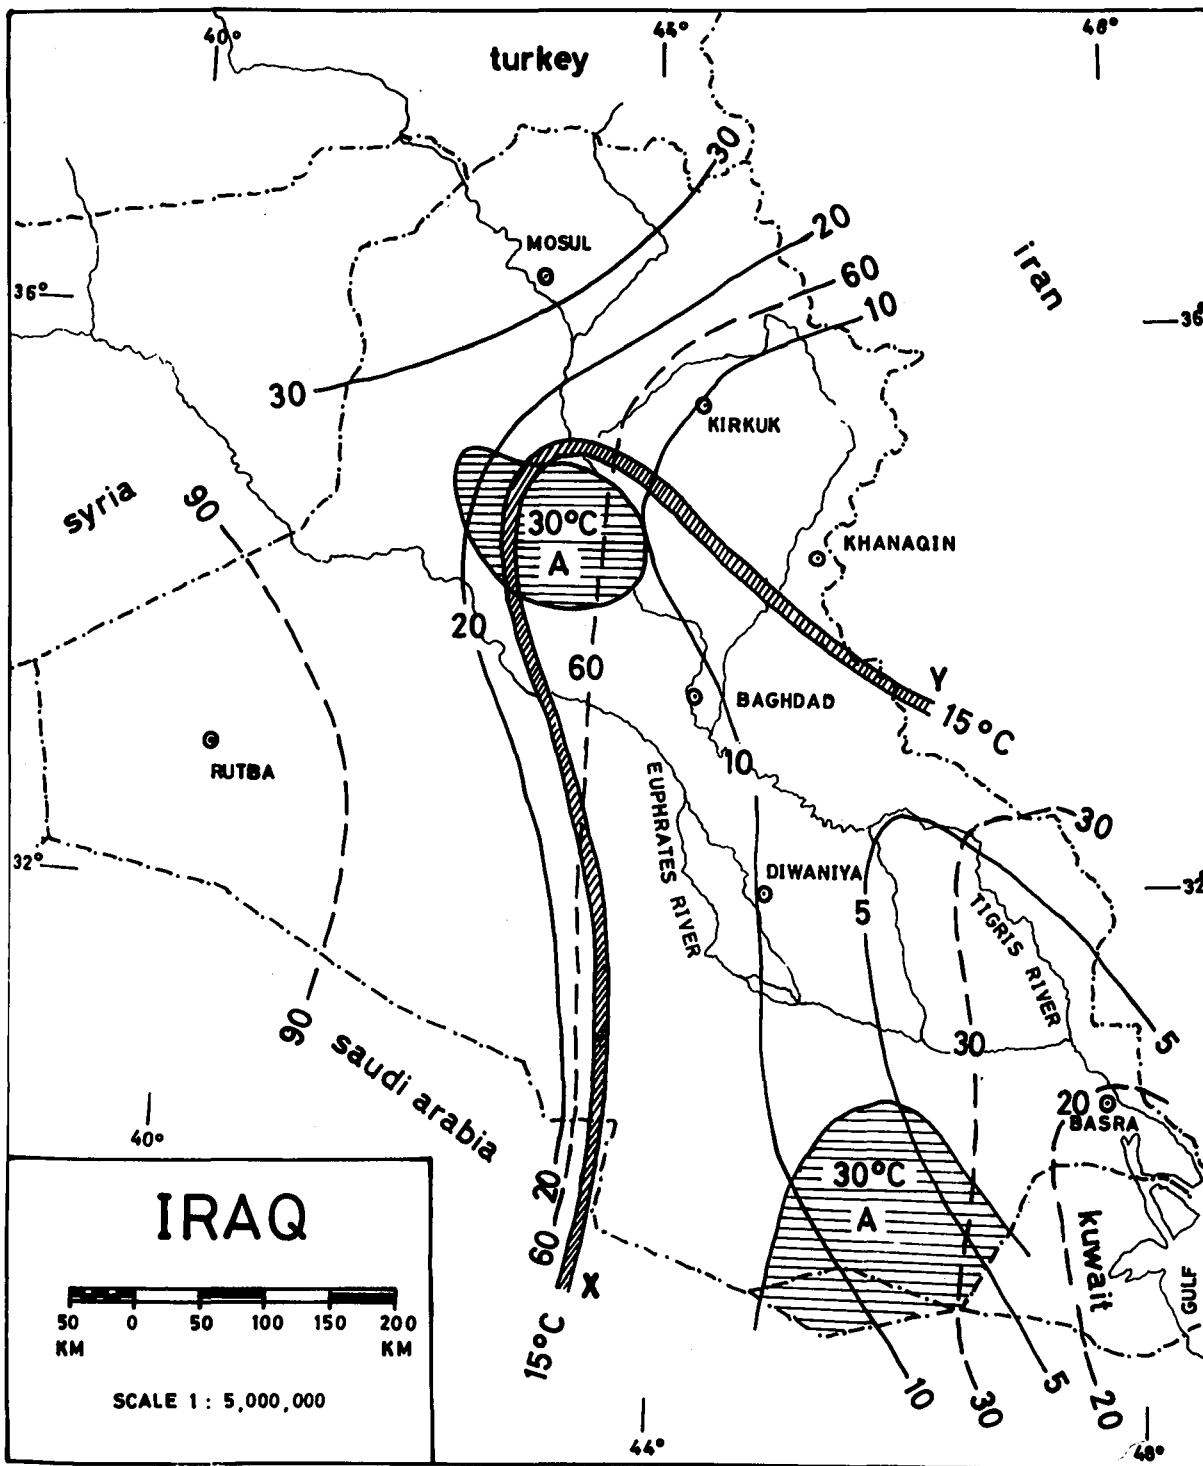 40°
44°
48°
turkey
30
MOSUL
20
iran
36°
60
10
36°
30
KIRKUK
syria
90
30°C
A
KHANAQIN
20
60
Y
15°C
BAGHDAD
RUTBA
10
EUPHRATES RIVER
30
32°
DIWANIYA
32°
5
TIGRIS RIVER
90
30
5
saudi arabia
20
BASRA
40°
30°C
A
20
60
X
kuwait
GULF
15°C
10
30
5
20
44°
48°
IRAQ
50 0 50 100 150 200
KM KM
SCALE 1 : 5,000,000